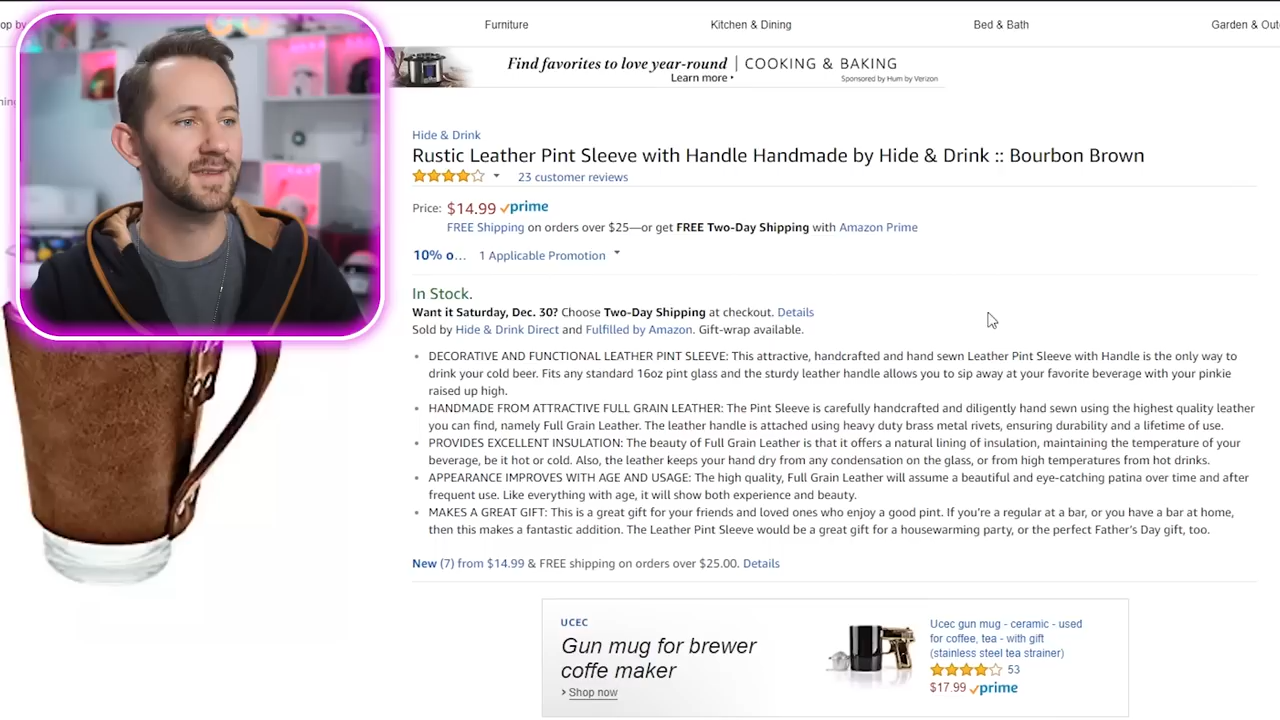 op by
Furniture
Kitchen & Dining
Bed & Bath
Garden & Out
Find favorites to love year-round | COOKING & BAKING
Learn more
Sponsored by Hum by Verizon
Hide & Drink
Rustic Leather Pint Sleeve with Handle Handmade by Hide & Drink :: Bourbon Brown
23 customer reviews
Price: $14.99 prime
FREE Shipping on orders over $25—or get FREE Two-Day Shipping with Amazon Prime
10% o... 1 Applicable Promotion
In Stock.
Want it Saturday, Dec. 30? Choose Two-Day Shipping at checkout. Details
Sold by Hide & Drink Direct and Fulfilled by Amazon. Gift-wrap available.
• DECORATIVE AND FUNCTIONAL LEATHER PINT SLEEVE: This attractive, handcrafted and hand sewn Leather Pint Sleeve with Handle is the only way to
drink your cold beer. Fits any standard 16oz pint glass and the sturdy leather handle allows you to sip away at your favorite beverage with your pinkie
raised up high.
• HANDMADE FROM ATTRACTIVE FULL GRAIN LEATHER: The Pint Sleeve is carefully handcrafted and diligently hand sewn using the highest quality leather
you can find, namely Full Grain Leather. The leather handle is attached using heavy duty brass metal rivets, ensuring durability and a lifetime of use.
• PROVIDES EXCELLENT INSULATION: The beauty of Full Grain Leather is that it offers a natural lining of insulation, maintaining the temperature of your
beverage, be it hot or cold. Also, the leather keeps your hand dry from any condensation on the glass, or from high temperatures from hot drinks.
• APPEARANCE IMPROVES WITH AGE AND USAGE: The high quality, Full Grain Leather will assume a beautiful and eye-catching patina over time and after
frequent use. Like everything with age, it will show both experience and beauty.
• MAKES A GREAT GIFT: This is a great gift for your friends and loved ones who enjoy a good pint. If you're a regular at a bar, or you have a bar at home,
then this makes a fantastic addition. The Leather Pint Sleeve would be a great gift for a housewarming party, or the perfect Father's Day gift, too.
New (7) from $14.99 & FREE shipping on orders over $25.00. Details
UCEC
Gun mug for brewer
coffe maker
› Shop now
Ucec gun mug - ceramic - used
for coffee, tea - with gift
(stainless steel tea strainer)
53
$17.99 prime